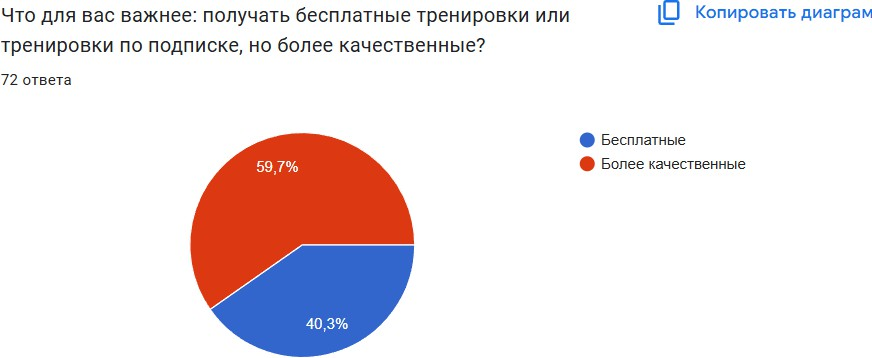 Что для вас важнее: получать бесплатные тренировки или
тренировки по подписке, но более качественные?
Копировать диаграм
72 ответа
Бесплатные
Более качественные
59,7%
40,3%